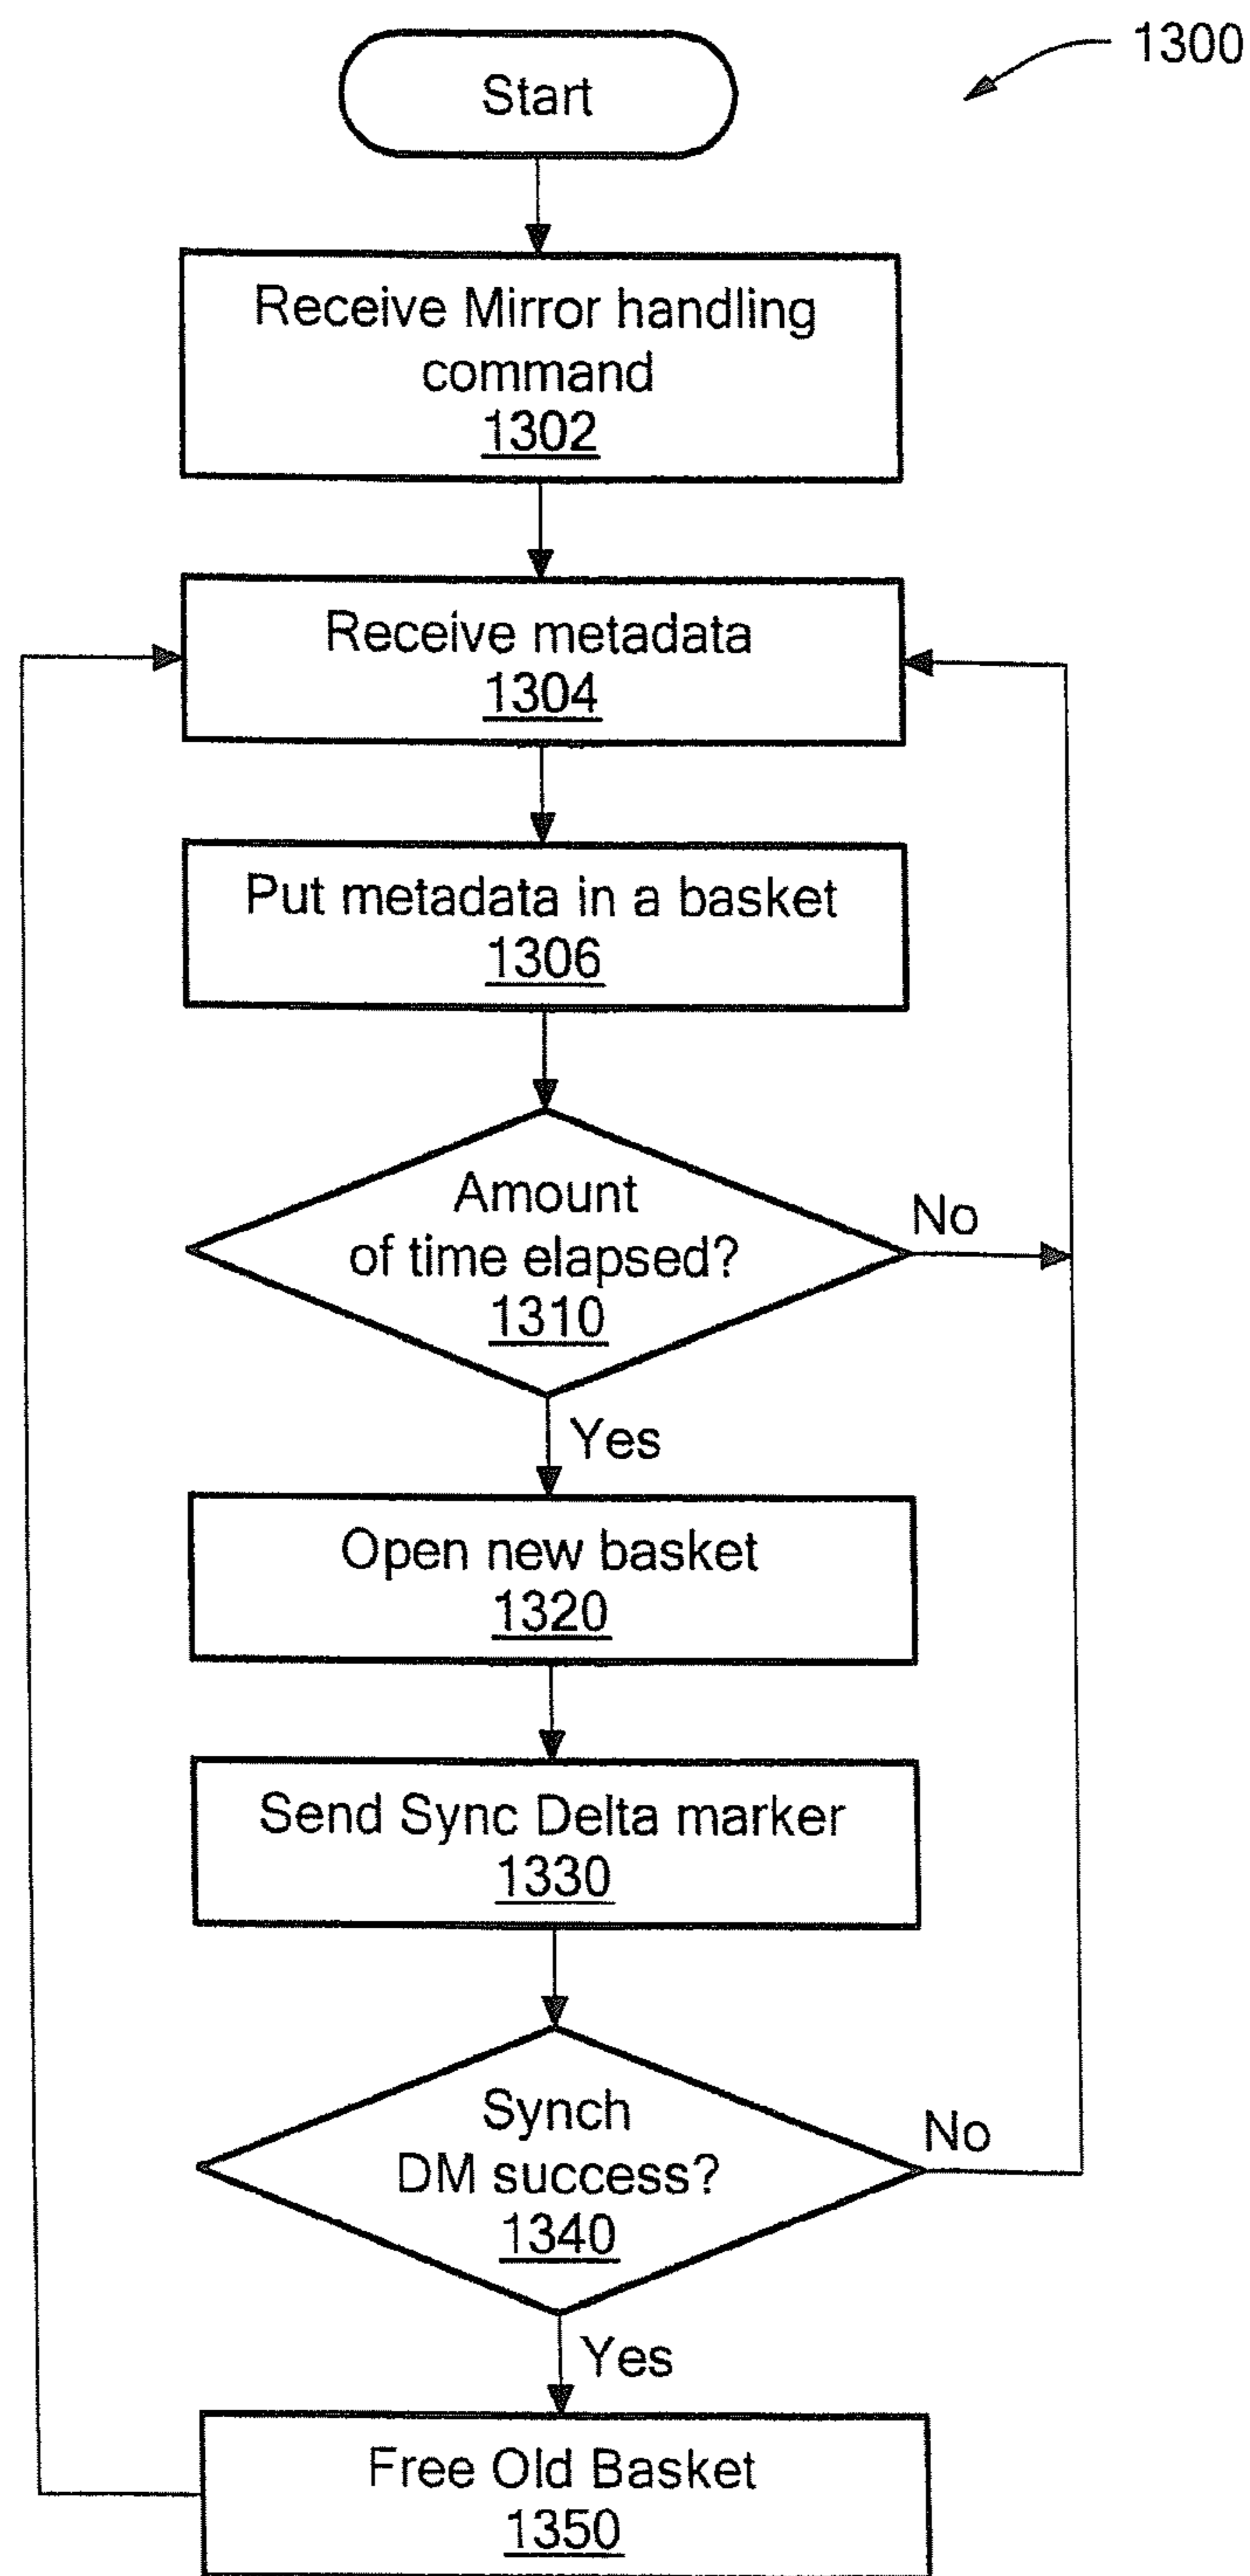 1300
Start
Receive Mirror handling
command
1302
Receive metadata
1304
Put metadata in a basket
1306
Amount
of time elapsed?
1310
No
Yes
Open new basket
1320
Send Sync Delta marker
1330
Synch
DM success?
1340
No
Yes
Free Old Basket
1350